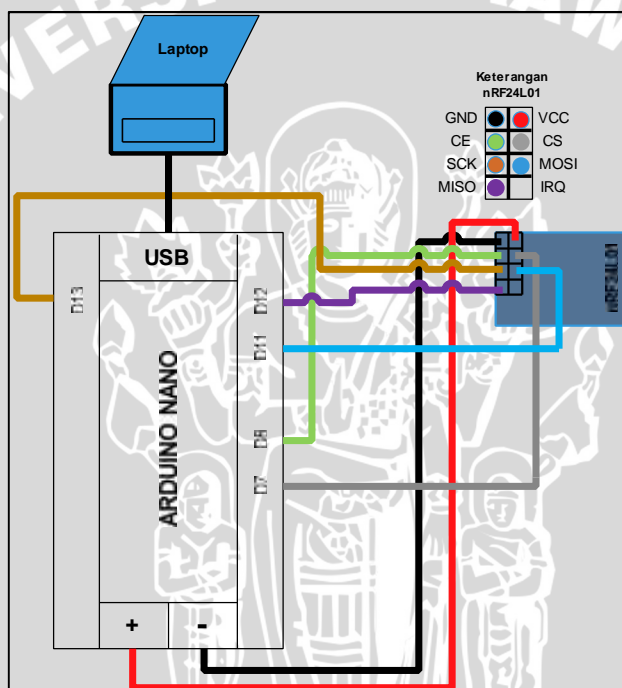 Laptop
Keterangan
nRF24L01
GND VCC
CE CS
SCK MOSI
MISO IRQ
USB
nRF24L01
D13
D12
D11
ARDUINO NANO
D8
D7
+ -